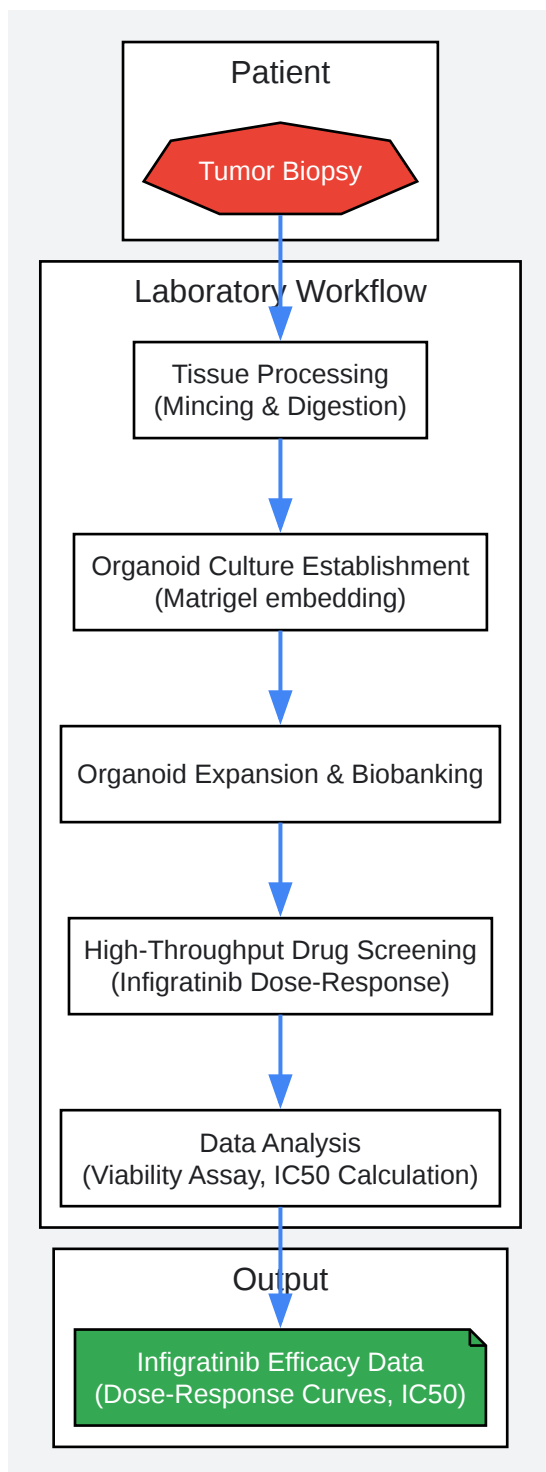 Patient
Tumor Biopsy
Laboratory Workflow
Tissue Processing
(Mincing & Digestion)
Organoid Culture Establishment
(Matrigel embedding)
Organoid Expansion & Biobanking
High-Throughput Drug Screening
(Infigratinib Dose-Response)
Data Analysis
(Viability Assay, IC50 Calculation)
Output
Infigratinib Efficacy Data
(Dose-Response Curves, IC50)